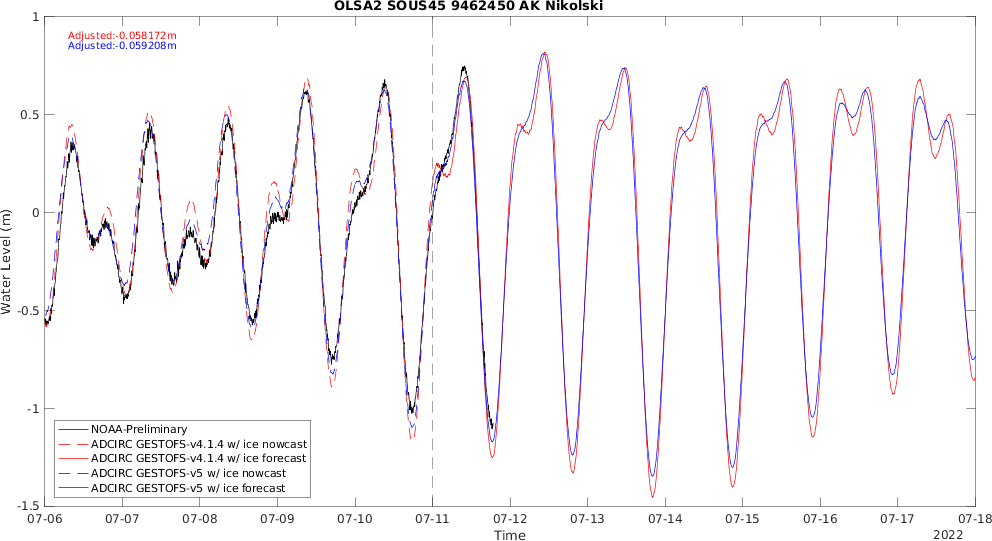 OLSA2 SOUS45 9462450 AK Nikolski
Adjusted:-0.058172m
Adjusted:-0.059208m
1
0.5
0
-0.5
-1
-1.5
Water Level (m)
NOAA-Preliminary
ADCIRC GESTOFS-v4.1.4 w/ ice nowcast
ADCIRC GESTOFS-v4.1.4 w/ ice forecast
ADCIRC GESTOFS-v5 w/ ice nowcast
ADCIRC GESTOFS-v5 w/ ice forecast
07-06 07-07 07-08 07-09 07-10 07-11 07-12 07-13 07-14 07-15 07-16 07-17 07-18
Time
2022